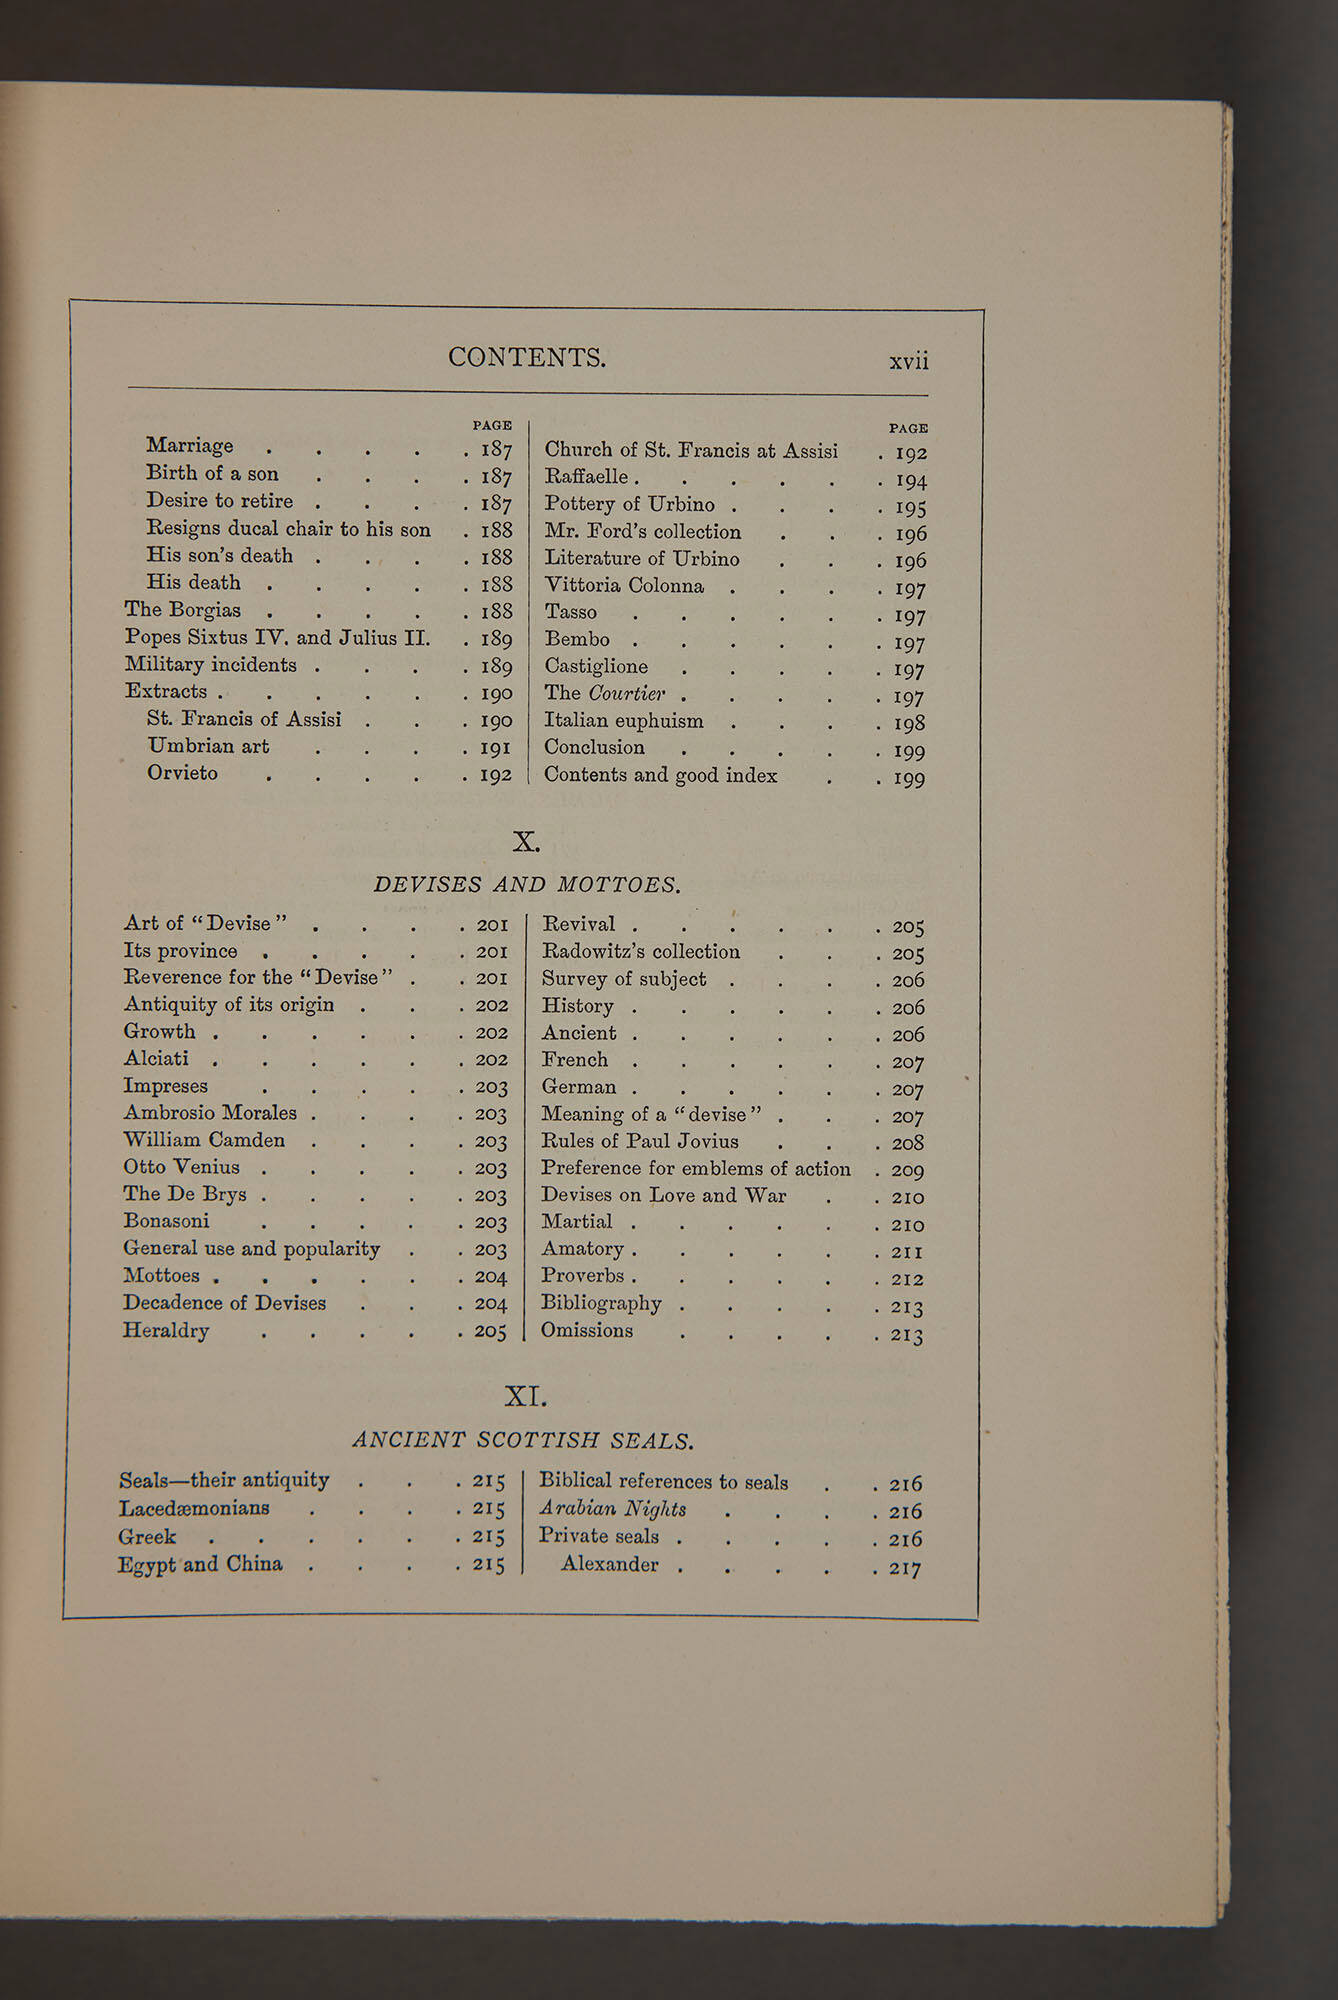 CONTENTS. xvii
PAGE
Marriage . . . . . 187
Birth of a son . . . . 187
Desire to retire . . . . 187
Resigns ducal chair to his son . 188
His son's death . . . . 188
His death . . . . . 188
The Borgias . . . . . 188
Popes Sixtus IV. and Julius II. . 189
Military incidents . . . . 189
Extracts . . . . . . 190
St. Francis of Assisi . . . 190
Umbrian art . . . . 191
Orvieto . . . . . 192
PAGE
Church of St. Francis at Assisi . 192
Raffaelle . . . . . . 194
Pottery of Urbino . . . . 195
Mr. Ford's collection . . . 196
Literature of Urbino . . . 196
Vittoria Colonna . . . . 197
Tasso . . . . . . 197
Bembo . . . . . . 197
Castiglione . . . . . 197
The Courtier . . . . . 197
Italian euphuism . . . . 198
Conclusion . . . . . 199
Contents and good index . . 199
X.
DEVISES AND MOTTOES.
Art of “Devise” . . . . 201
Its province . . . . . 201
Reverence for the “Devise” . . 201
Antiquity of its origin . . . 202
Growth . . . . . . 202
Alciati . . . . . . 202
Impreses . . . . . 203
Ambrosio Morales . . . . 203
William Camden . . . . 203
Otto Venius . . . . . 203
The De Brys . . . . . 203
Bonasoni . . . . . 203
General use and popularity . . 203
Mottoes . . . . . . 204
Decadence of Devises . . . 204
Heraldry . . . . . 205
Revival . . . . . . 205
Radowitz's collection . . . 205
Survey of subject . . . . 206
History . . . . . . 206
Ancient . . . . . . 206
French . . . . . . 207
German . . . . . . 207
Meaning of a “devise” . . . 207
Rules of Paul Jovius . . . 208
Preference for emblems of action . 209
Devises on Love and War . . 210
Martial . . . . . . 210
Amatory . . . . . . 211
Proverbs . . . . . . 212
Bibliography . . . . . 213
Omissions . . . . . 213
XI.
ANCIENT SCOTTISH SEALS.
Seals—their antiquity . . . 215
Lacedæmonians . . . . 215
Greek . . . . . . 215
Egypt and China . . . . 215
Biblical references to seals . . 216
Arabian Nights . . . . 216
Private seals . . . . . 216
Alexander . . . . . 217